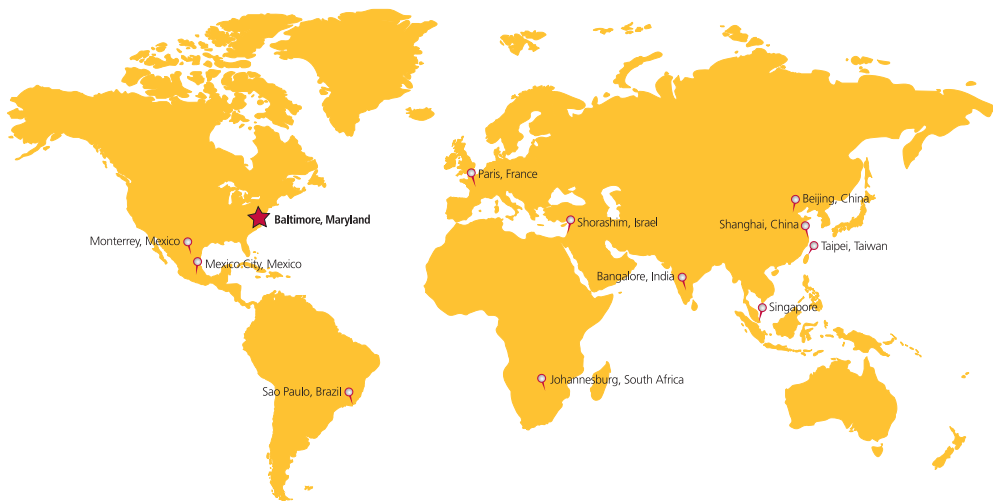 Paris, France
Beijing, China
Baltimore, Maryland
Shorashim, Israel
Shanghai, China
Monterrey, Mexico
Taipei, Taiwan
Mexico City, Mexico
Bangalore, India
Singapore
Johannesburg, South Africa
Sao Paulo, Brazil